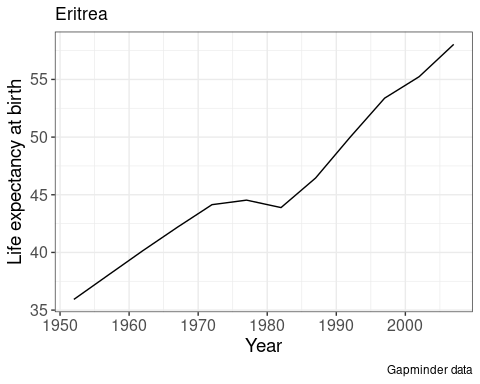 Eritrea
Life expectancy at birth
55
50
45
40
35
1950 1960 1970 1980 1990 2000
Year
Gapminder data